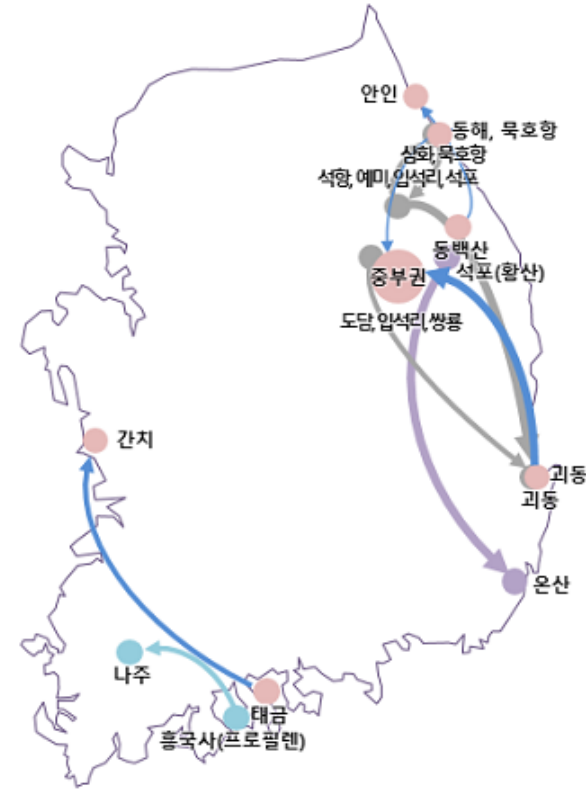 안인
동해, 묵호항
심화,묵호항
석항, 예미,입석리,석포
동백산
석포(황산)
중부권
도담,입석리,쌍룡
간치
괴동
괴동
온산
나주
태금
흥국사(프로필렌)